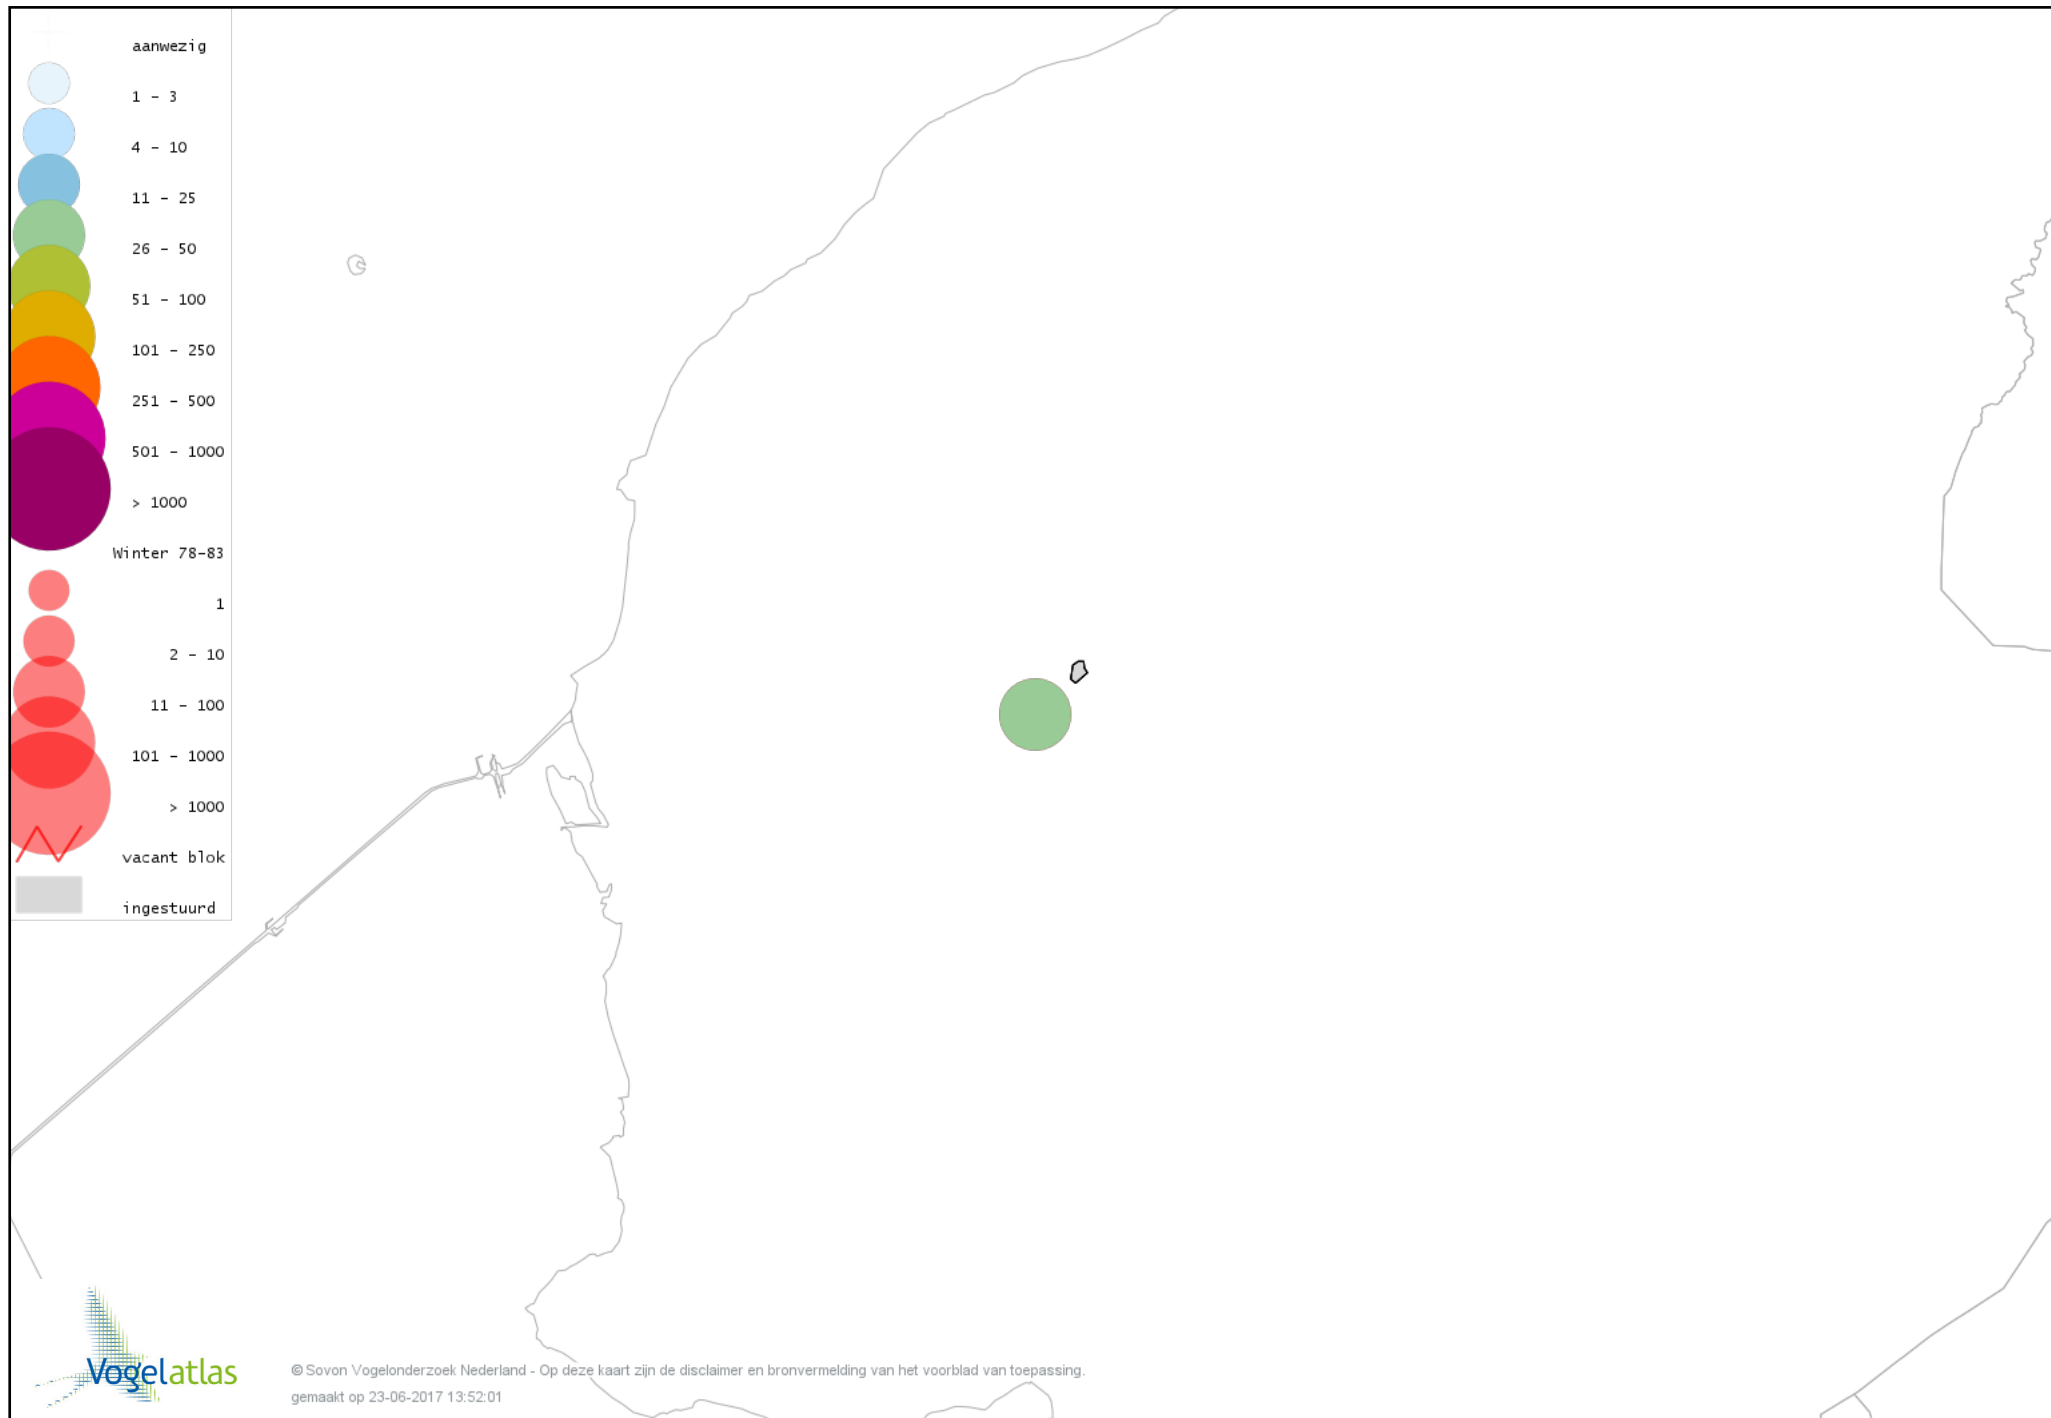 aanwezig
1 - 3
4 - 10
11 - 25
26 - 50
51 - 100
101 - 250
251 - 500
501 - 1000
> 1000
Winter 78-83
1
2 - 10
11 - 100
101 - 1000
> 1000
vacant blok
ingestuurd
Vogelatlas
© Sovon Vogelonderzoek Nederland - Op deze kaart zijn de disclaimer en bronvermelding van het voorblad van toepassing.
gemaakt op 23-06-2017 13:52:01